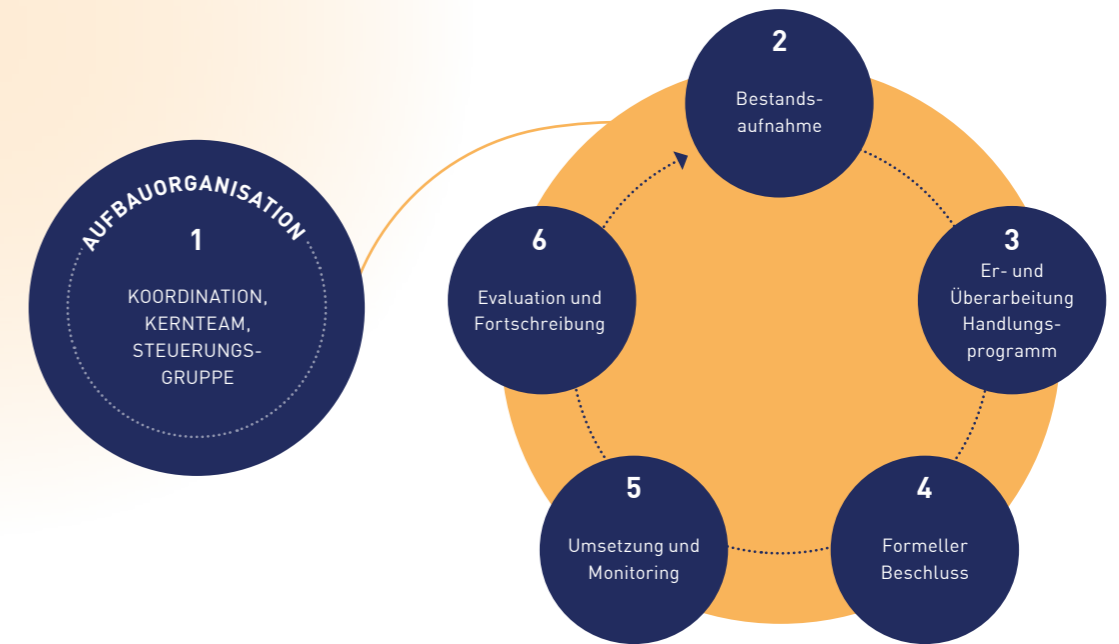 AUFBAUORGANISATION
1
KOORDINATION,
KERNTEAM,
STEUERUNGS-
GRUPPE
2
Bestands-
aufnahme
3
Er- und
Überarbeitung
Handlungs-
programm
4
Formeller
Beschluss
5
Umsetzung und
Monitoring
6
Evaluation und
Fortschreibung